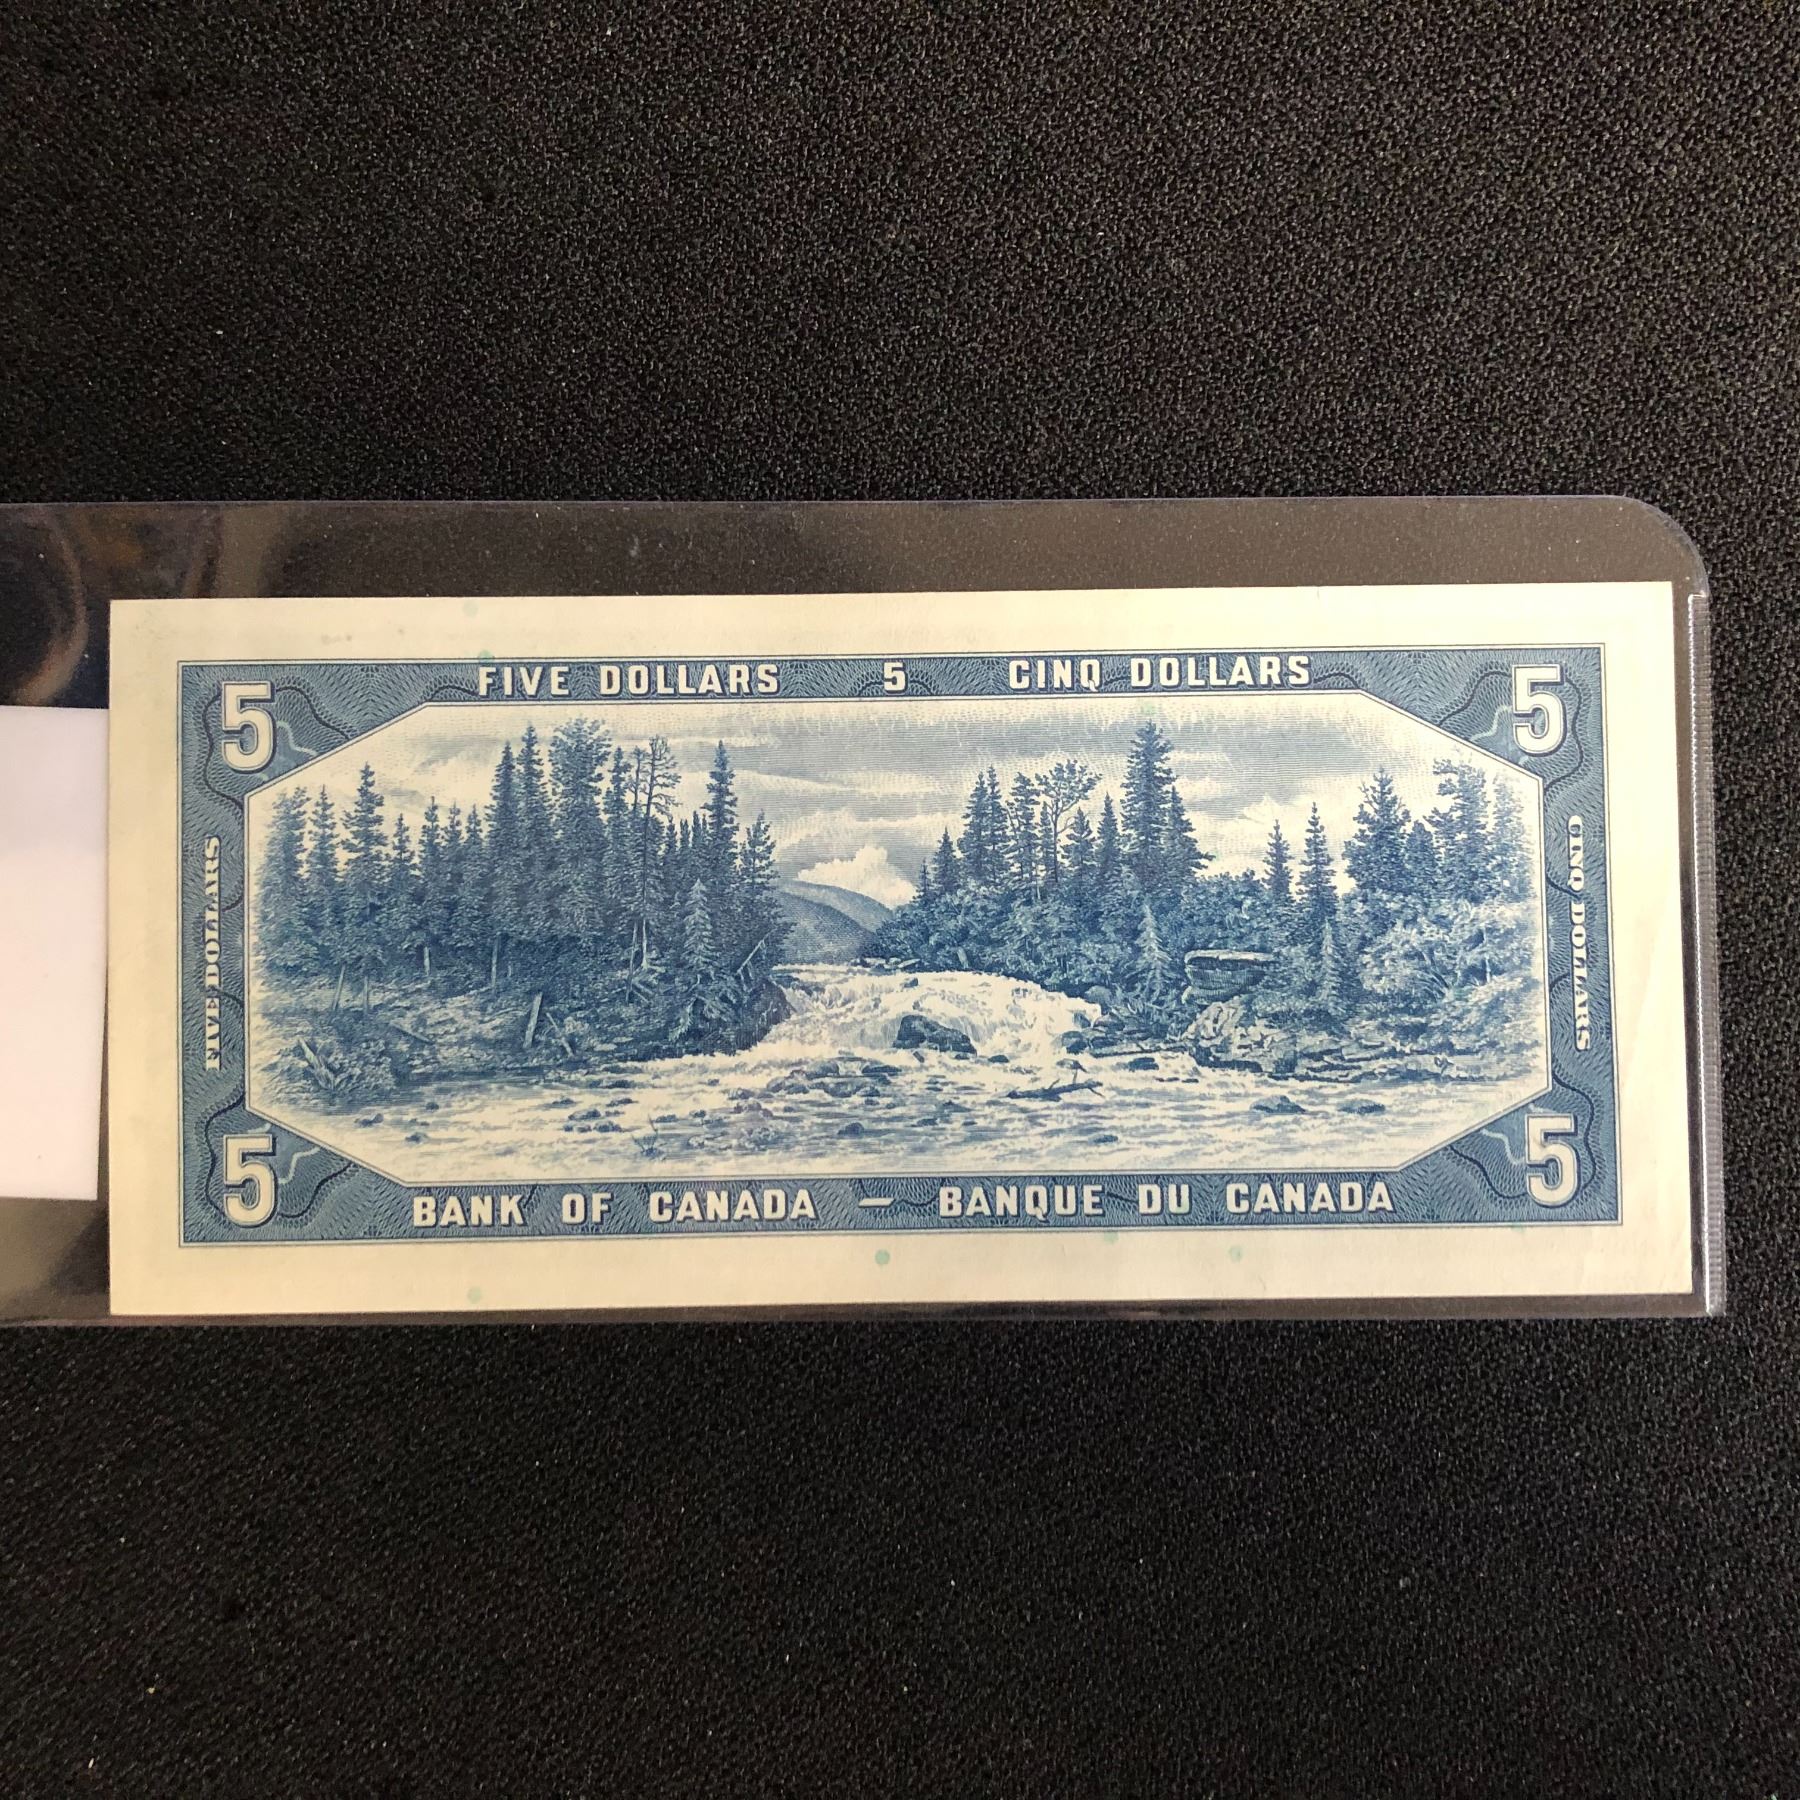 FIVE DOLLARS 5 CINQ DOLLARS
5 5
FIVE DOLLARS
CINQ DOLLARS
5 5
BANK OF CANADA — BANQUE DU CANADA